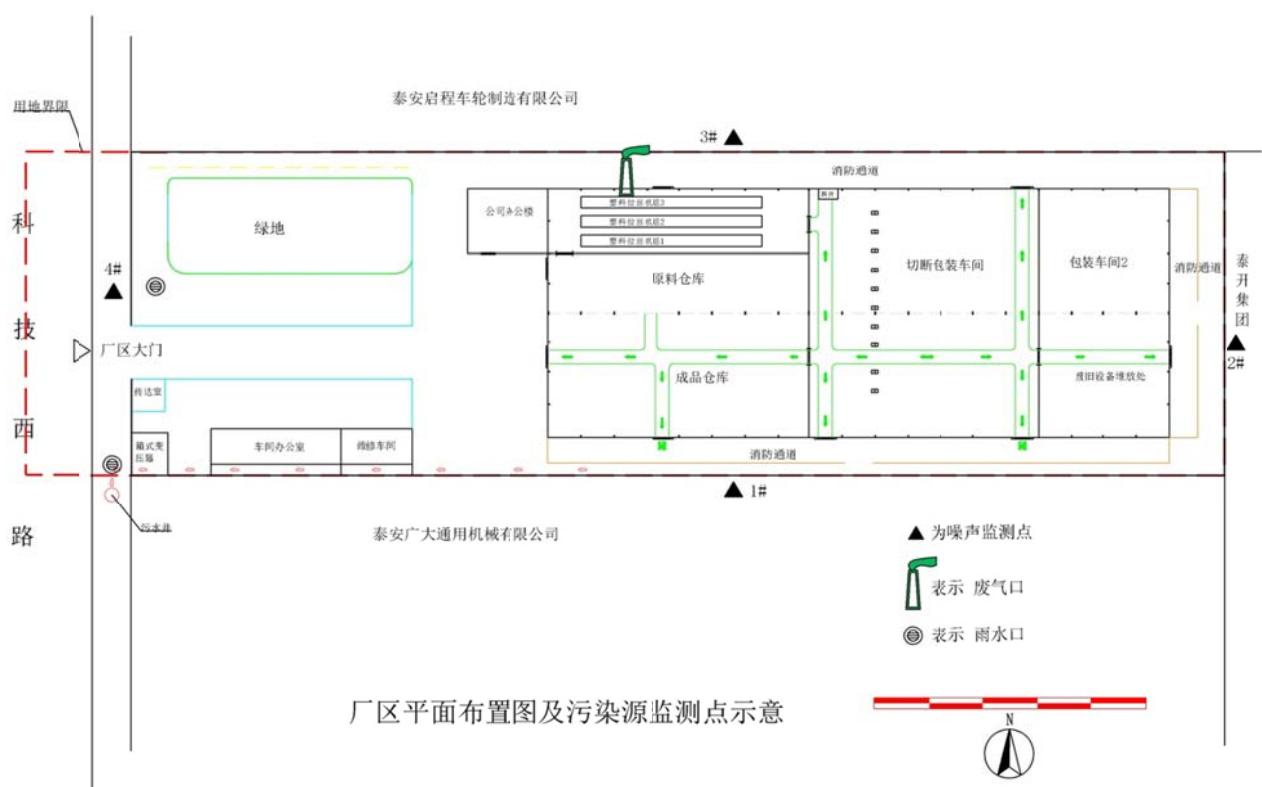 泰安启程车轮制造有限公司
用地界限
3#
消防通道
塑料拉丝机组3
塑料拉丝机组2
塑料拉丝机组1
公司办公楼
绿地
科技西路
4#
原料仓库
切断包装车间
包装车间2
消防通道
泰开集团
厂区大门
2#
成品仓库
废旧设备堆放处
传达室
箱式变
压器
车间办公室
维修车间
消防通道
1#
污水井
泰安广大通用机械有限公司
为噪声监测点
表示 废气口
表示 雨水口
厂区平面布置图及污染源监测点示意
N